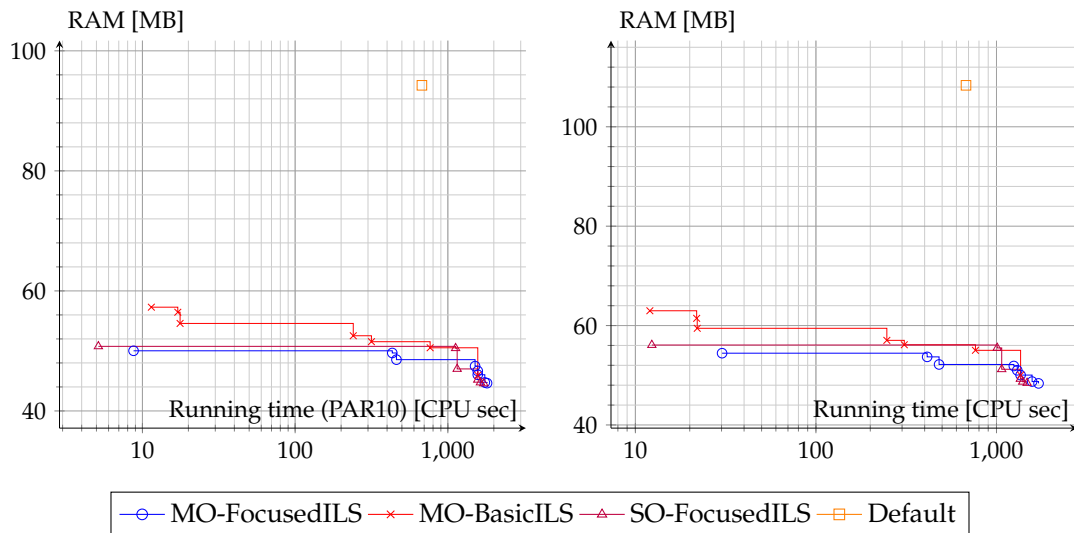 RAM [MB]
100
80
60
40
Running time (PAR10) [CPU sec]
10
100
1,000
RAM [MB]
100
80
60
40
Running time [CPU sec]
10
100
1,000
MO-FocusedILS
MO-BasicILS
SO-FocusedILS
Default